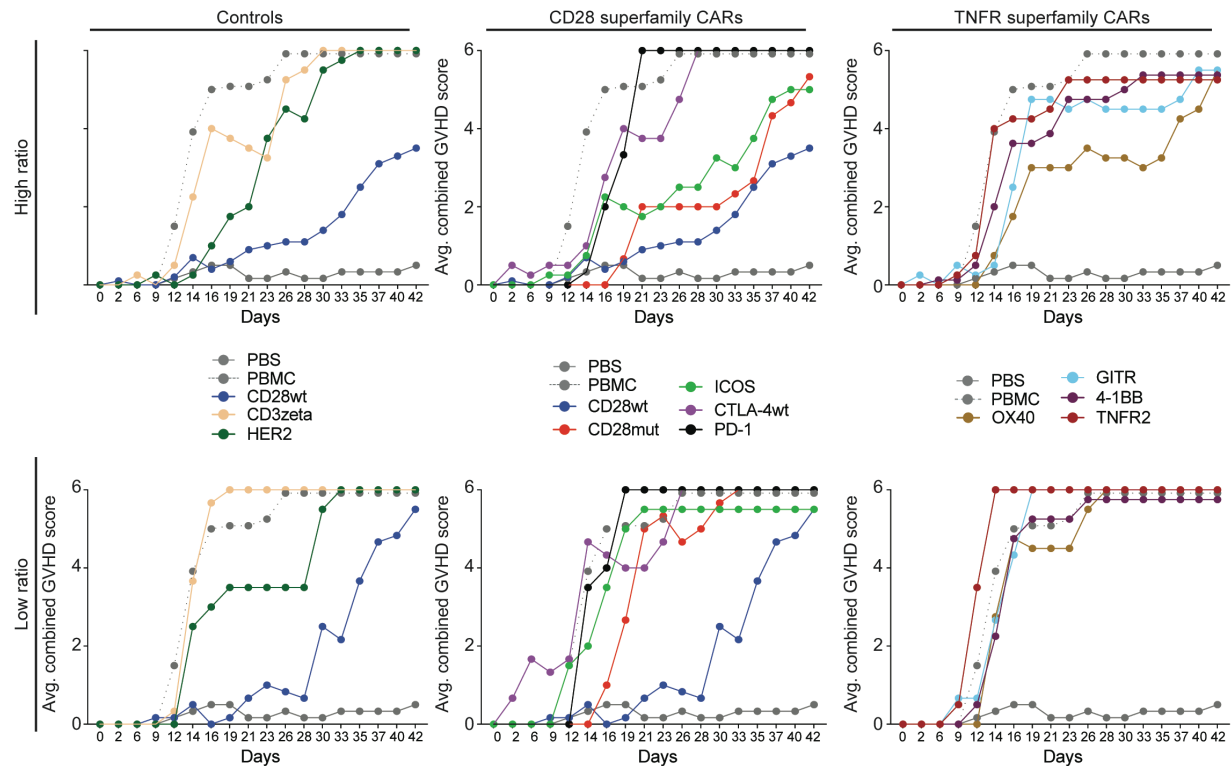 Controls
CD28 superfamily CARs
TNFR superfamily CARs
High ratio
6
4
2
0
Avg. combined GVHD score
6
4
2
0
Avg. combined GVHD score
0 2 6 9 12 14 16 19 21 23 26 28 30 33 35 37 40 42
0 2 6 9 12 14 16 19 21 23 26 28 30 33 35 37 40 42
0 2 6 9 12 14 16 19 21 23 26 28 30 33 35 37 40 42
Days
Days
Days
PBS
PBMC
CD28wt
CD3zeta
HER2
PBS
PBMC
CD28wt
CD28mut
ICOS
CTLA-4wt
PD-1
PBS
PBMC
OX40
GITR
4-1BB
TNFR2
Low ratio
Avg. combined GVHD score
6
4
2
0
Avg. combined GVHD score
6
4
2
0
Avg. combined GVHD score
6
4
2
0
0 2 6 9 12 14 16 19 21 23 26 28 30 33 35 37 40 42
0 2 6 9 12 14 16 19 21 23 26 28 30 33 35 37 40 42
0 2 6 9 12 14 16 19 21 23 26 28 30 33 35 37 40 42
Days
Days
Days